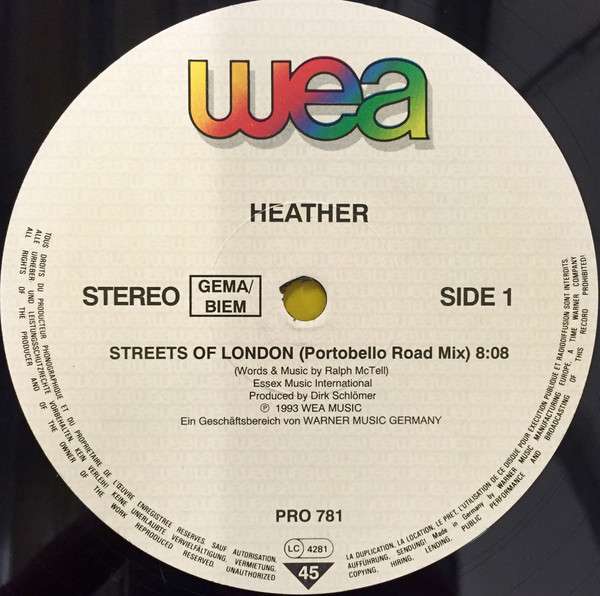 wea
HEATHER
STEREO
GEMA/
BIEM
SIDE 1
STREETS OF LONDON (Portobello Road Mix) 8:08
(Words & Music by Ralph McTell)
Essex Music International
Produced by Dirk Schlömer
℗ 1993 WEA MUSIC
Ein Geschäftsbereich von WARNER MUSIC GERMANY
PRO 781
LC 4281
45
TOUS DROITS DU PRODUCTEUR PHONOGRAPHIQUE ET DU PROPRIETAIRE DE L'ŒUVRE ENREGISTREE RESERVES. SAUF AUTORISATION,
LA DUPLICATION, LA LOCATION, LE PRET, L'UTILISATION DE CE DISQUE POUR EXECUTION PUBLIQUE ET RADIODIFFUSION SONT INTERDITS.
ALLE URHEBER UND LEISTUNGSSCHUTZRECHTE VORBEHALTEN. KEIN VERLEIH! KEINE UNERLAUBTE VERVIELFÄLTIGUNG, VERMIETUNG,
AUFFÜHRUNG, SENDUNG! Made in Germany by WARNER MUSIC MANUFACTURING EUROPE, A TIME WARNER COMPANY
ALL RIGHTS OF THE PRODUCER AND OF THE OWNER OF THE WORK REPRODUCED RESERVED. UNAUTHORIZED
COPYING, HIRING, LENDING, PUBLIC PERFORMANCE AND BROADCASTING OF THIS RECORD PROHIBITED!